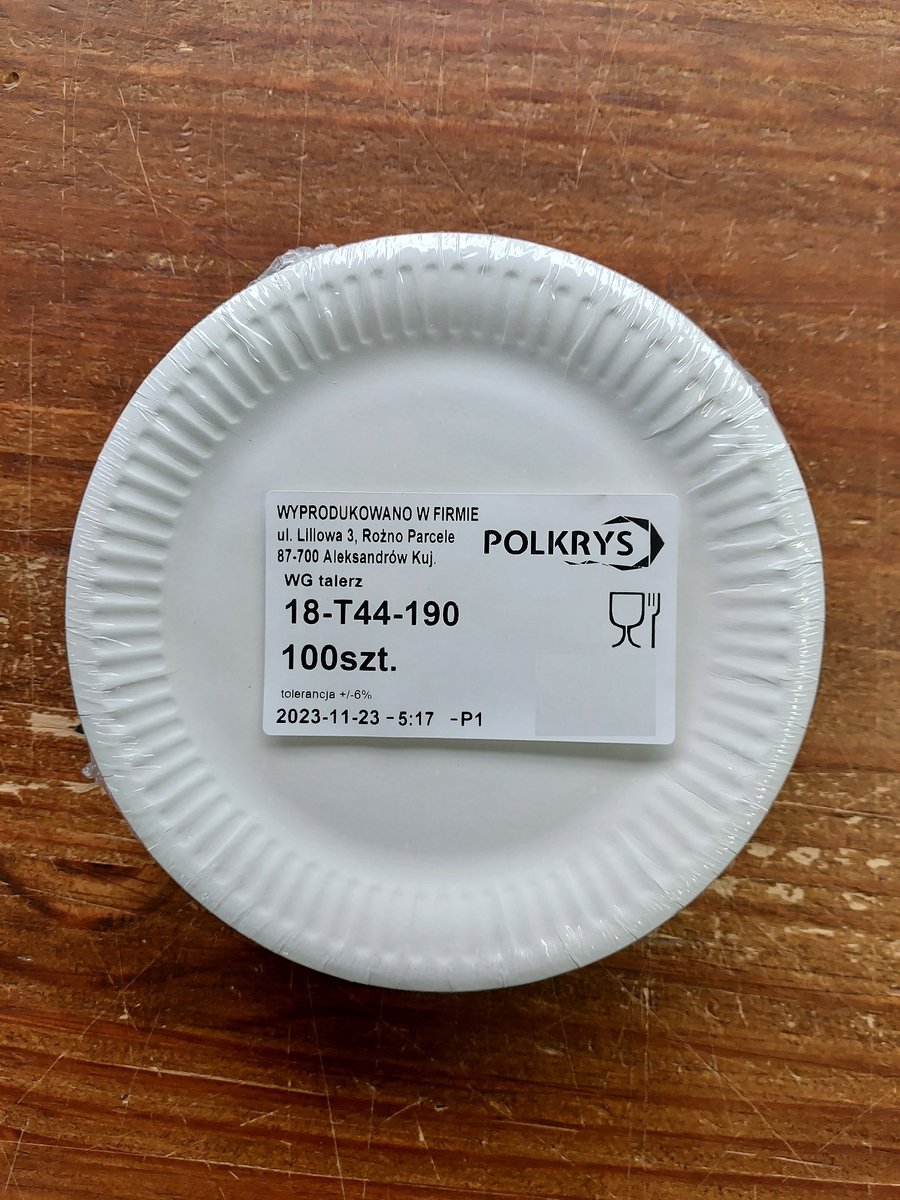 WYPRODUKOWANO W FIRMIE
ul. Liliowa 3, Rożno Parcele
87-700 Aleksandrów Kuj.
POLKRYS
WG talerz
18-T44-190
100szt.
tolerancja +/-6%
2023-11-23 - 5:17 -P1